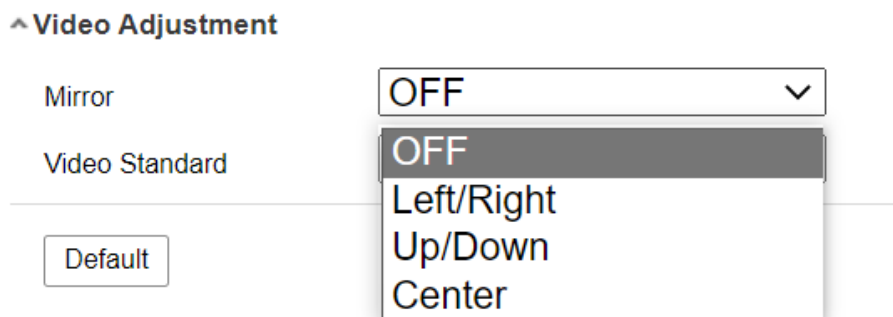 Video Adjustment
Mirror OFF
Video Standard OFF
Left/Right
Up/Down
Default
Center